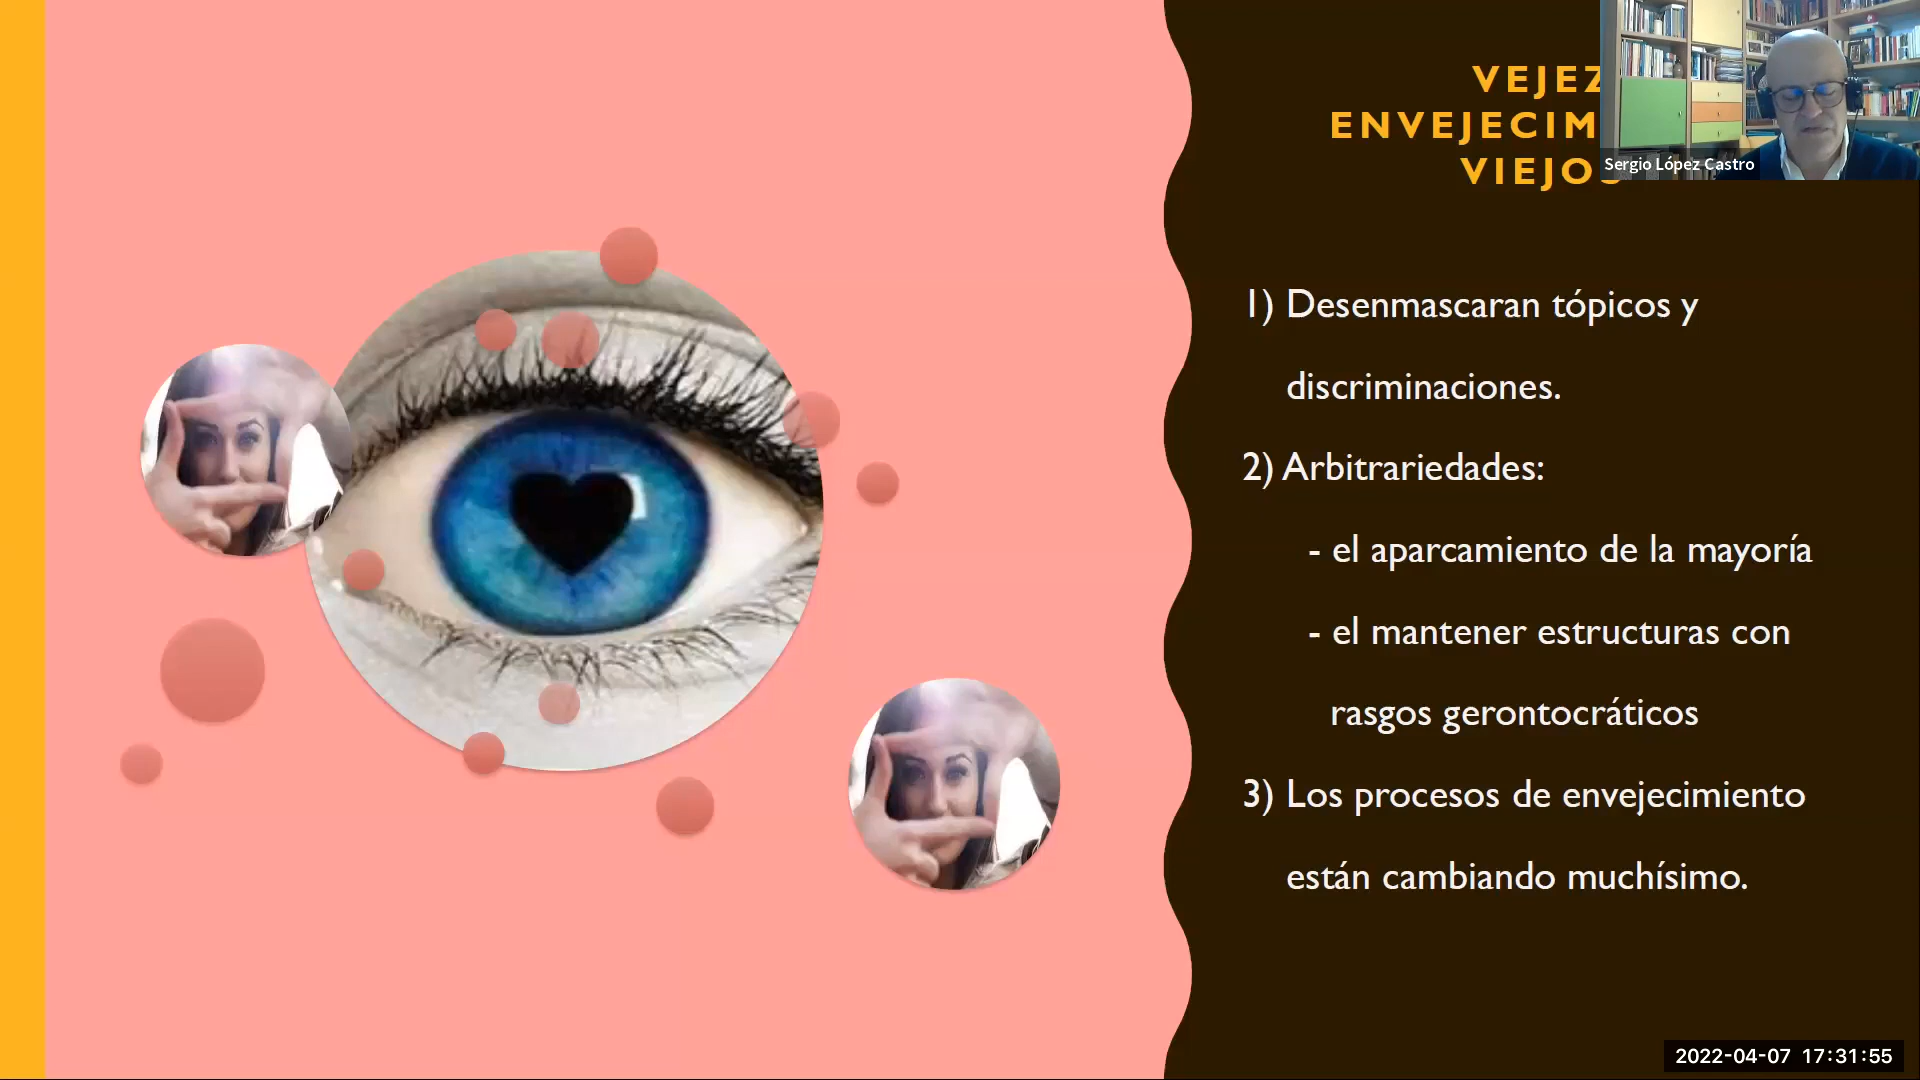 VEJEZ
ENVEJECIM
VIEJOS
Sergio López Castro
1) Desenmascaran tópicos y
discriminaciones.
2) Arbitrariedades:
- el aparcamiento de la mayoría
- el mantener estructuras con
rasgos gerontocráticos
3) Los procesos de envejecimiento
están cambiando muchísimo.
2022-04-07 17:31:55